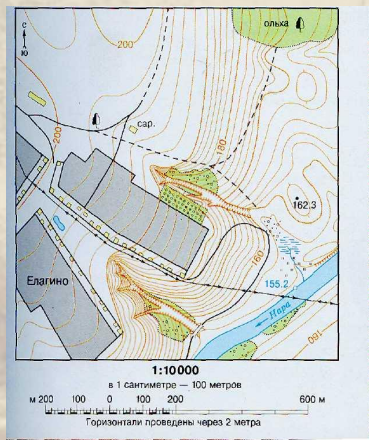 ольха
с
ю
200
сар.
200
180
162,3
160
155.2
Елагино
Нара
160
1:10000
в 1 сантиметре — 100 метров
м 200 100 0 100 200 600 м
Горизонтали проведены через 2 метра